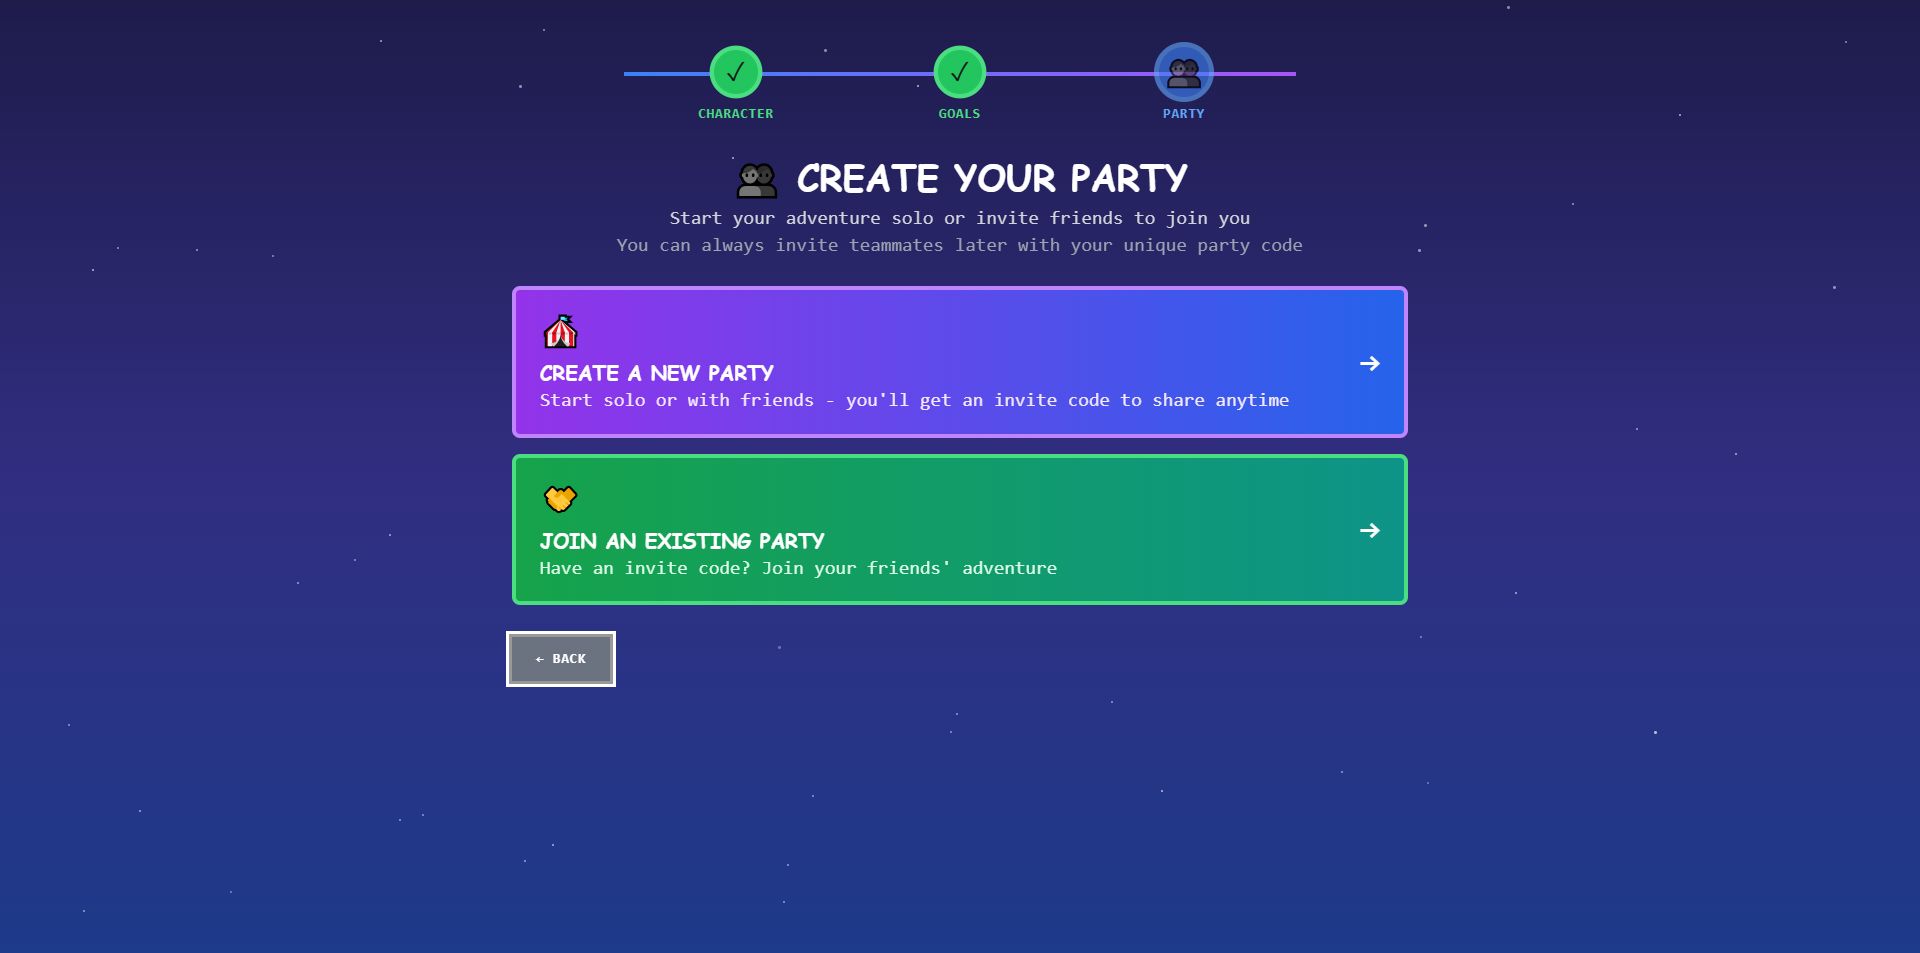 CHARACTER
GOALS
PARTY
CREATE YOUR PARTY
Start your adventure solo or invite friends to join you
You can always invite teammates later with your unique party code
CREATE A NEW PARTY
Start solo or with friends - you'll get an invite code to share anytime
→
JOIN AN EXISTING PARTY
Have an invite code? Join your friends' adventure
→
← BACK